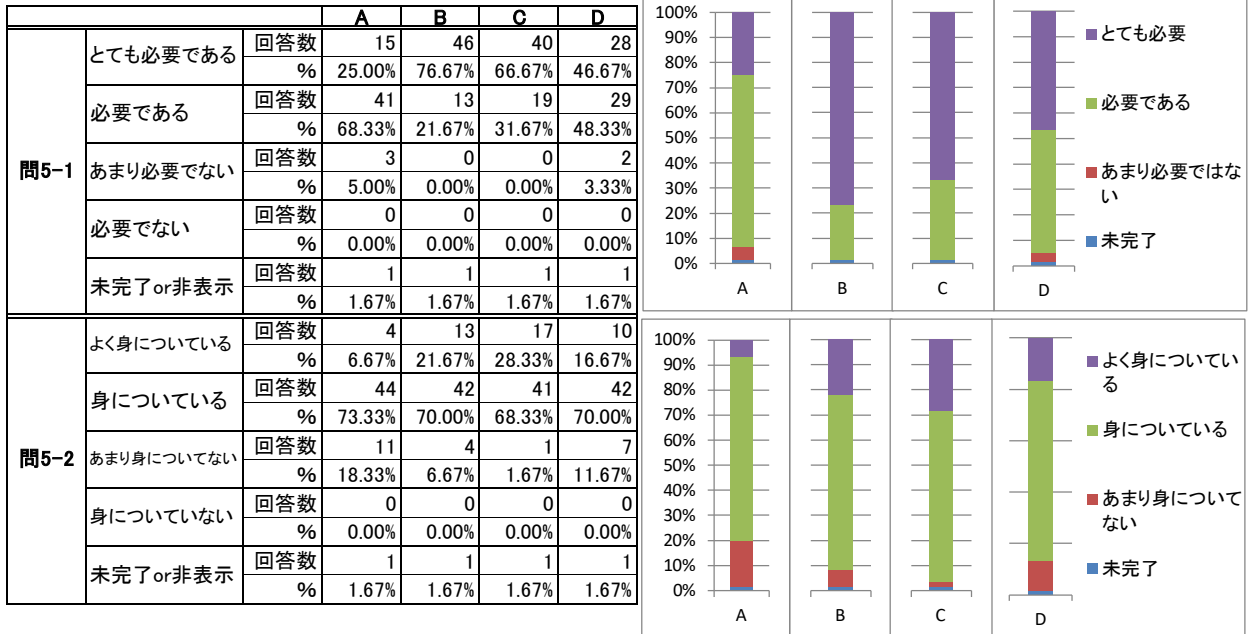 A B C D
問5-1
とても必要である 回答数 15 46 40 28
% 25.00% 76.67% 66.67% 46.67%
必要である 回答数 41 13 19 29
% 68.33% 21.67% 31.67% 48.33%
あまり必要でない 回答数 3 0 0 2
% 5.00% 0.00% 0.00% 3.33%
必要でない 回答数 0 0 0 0
% 0.00% 0.00% 0.00% 0.00%
未完了or非表示 回答数 1 1 1 1
% 1.67% 1.67% 1.67% 1.67%
問5-2
よく身についている 回答数 4 13 17 10
% 6.67% 21.67% 28.33% 16.67%
身についている 回答数 44 42 41 42
% 73.33% 70.00% 68.33% 70.00%
あまり身についてない 回答数 11 4 1 7
% 18.33% 6.67% 1.67% 11.67%
身についていない 回答数 0 0 0 0
% 0.00% 0.00% 0.00% 0.00%
未完了or非表示 回答数 1 1 1 1
% 1.67% 1.67% 1.67% 1.67%
100%
90%
80%
70%
60%
50%
40%
30%
20%
10%
0%
A B C D
とても必要
必要である
あまり必要ではな
い
未完了
100%
90%
80%
70%
60%
50%
40%
30%
20%
10%
0%
A B C D
よく身についてい
る
身についている
あまり身について
ない
未完了